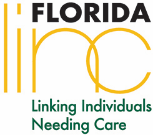 FLORIDA
linc
Linking Individuals
Needing Care